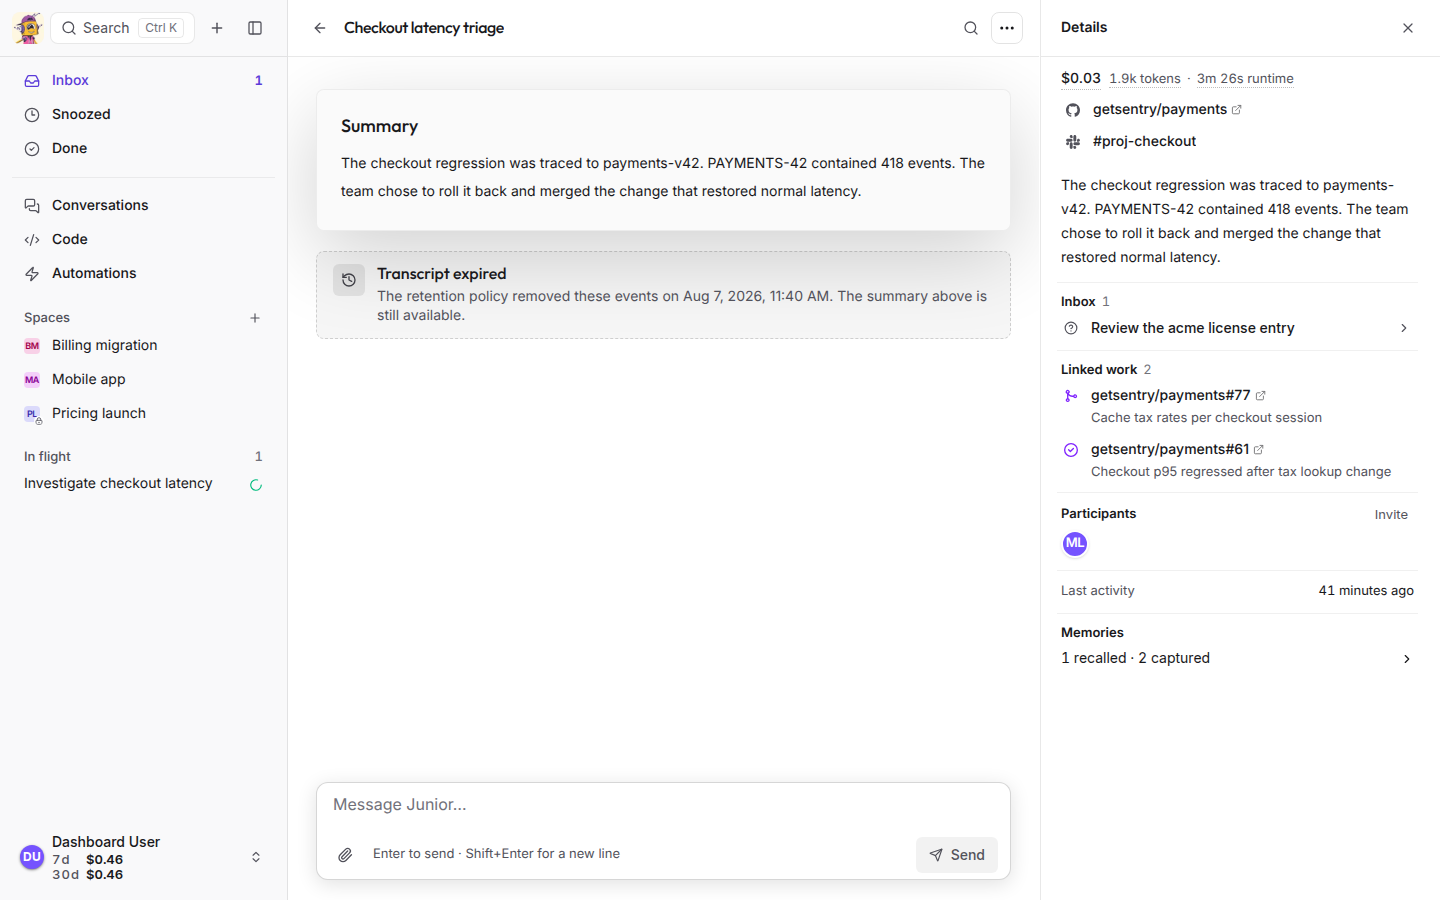 Search Ctrl K
Inbox 1
Snoozed
Done
Conversations
Code
Automations
Spaces
BM Billing migration
MA Mobile app
PL Pricing launch
In flight 1
Investigate checkout latency
DU Dashboard User
7d $0.46
30d $0.46
Checkout latency triage
Summary
The checkout regression was traced to payments-v42. PAYMENTS-42 contained 418 events. The
team chose to roll it back and merged the change that restored normal latency.
Transcript expired
The retention policy removed these events on Aug 7, 2026, 11:40 AM. The summary above is
still available.
Message Junior...
Enter to send · Shift+Enter for a new line
Send
Details
$0.03 1.9k tokens · 3m 26s runtime
getsentry/payments
#proj-checkout
The checkout regression was traced to payments-
v42. PAYMENTS-42 contained 418 events. The team
chose to roll it back and merged the change that
restored normal latency.
Inbox 1
Review the acme license entry
Linked work 2
getsentry/payments#77
Cache tax rates per checkout session
getsentry/payments#61
Checkout p95 regressed after tax lookup change
Participants Invite
ML
Last activity 41 minutes ago
Memories
1 recalled · 2 captured